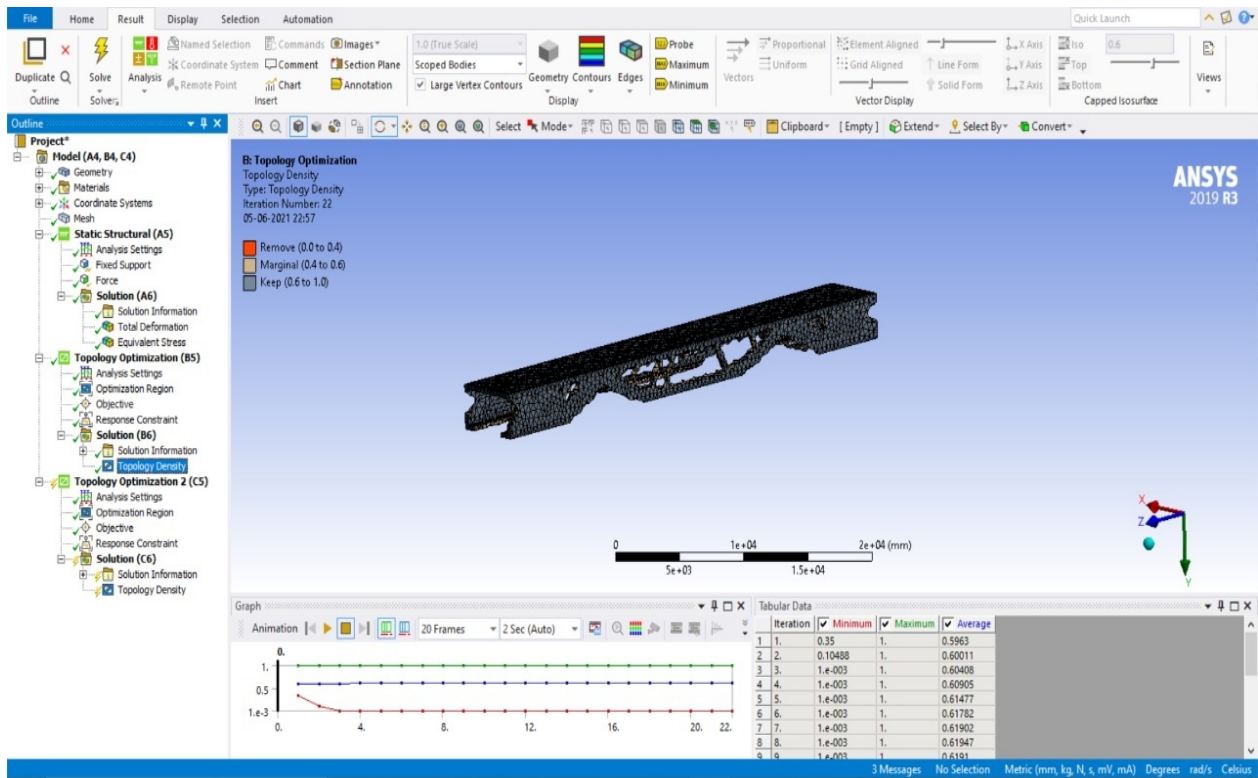 File Home Result Display Selection Automation Quick Launch
Named Selection Commands Images 1.0 (True Scale) Probe Proportional Element Aligned X Axis Iso 0.6
Coordinate System Comment Section Plane Scoped Bodies Maximum Uniform Grid Aligned Line Form Y Axis Top
Duplicate Q Solve Analysis Remote Point Chart Annotation Large Vertex Contours Geometry Contours Edges Minimum Vectors Solid Form Z Axis Bottom Views
Outline Solver Insert Display Vector Display Capped Isosurface
Outline
Select Mode Clipboard [Empty] Extend Select By Convert
Project*
Model (A4, B4, C4)
Geometry
Materials
Coordinate Systems
Mesh
Static Structural (A5)
Analysis Settings
Fixed Support
Force
Solution (A6)
Solution Information
Total Deformation
Equivalent Stress
Topology Optimization (B5)
Analysis Settings
Optimization Region
Objective
Response Constraint
Solution (B6)
Solution Information
Topology Density
Topology Optimization 2 (C5)
Analysis Settings
Optimization Region
Objective
Response Constraint
Solution (C6)
Solution Information
Topology Density
B: Topology Optimization
Topology Density
Type: Topology Density
Iteration Number: 22
05-06-2021 22:57
Remove (0.0 to 0.4)
Marginal (0.4 to 0.6)
Keep (0.6 to 1.0)
ANSYS
2019 R3
X
Z
Y
0 1e+04 2e+04 (mm)
5e+03 1.5e+04
Graph
Animation 20 Frames 2 Sec (Auto)
0.
1.
0.5
1.e-3
0. 4. 8. 12. 16. 20. 22.
Tabular Data
Iteration Minimum Maximum Average
1 1. 0.35 1. 0.5963
2 2. 0.10488 1. 0.60011
3 3. 1.e-003 1. 0.60408
4 4. 1.e-003 1. 0.60905
5 5. 1.e-003 1. 0.61477
6 6. 1.e-003 1. 0.61782
7 7. 1.e-003 1. 0.61902
8 8. 1.e-003 1. 0.61947
9 9. 1.e-003 1. 0.6191
3 Messages No Selection Metric (mm, kg, N, s, mV, mA) Degrees rad/s Celsius